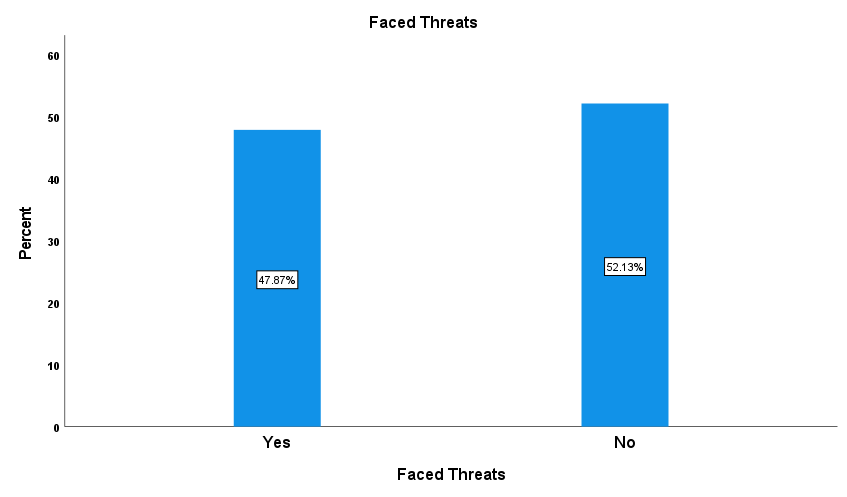 Faced Threats
60
50
40
30
20
10
0
Percent
47.87%
52.13%
Yes No
Faced Threats